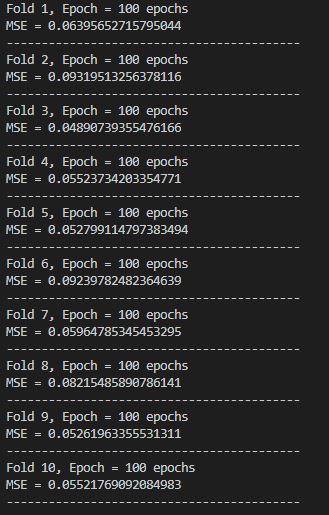 Fold 1, Epoch = 100 epochs
MSE = 0.06395652715795044
------------------------------------------
Fold 2, Epoch = 100 epochs
MSE = 0.09319513256378116
------------------------------------------
Fold 3, Epoch = 100 epochs
MSE = 0.04890739355476166
------------------------------------------
Fold 4, Epoch = 100 epochs
MSE = 0.05523734203354771
------------------------------------------
Fold 5, Epoch = 100 epochs
MSE = 0.052799114797383494
------------------------------------------
Fold 6, Epoch = 100 epochs
MSE = 0.09239782482364639
------------------------------------------
Fold 7, Epoch = 100 epochs
MSE = 0.05964785345453295
------------------------------------------
Fold 8, Epoch = 100 epochs
MSE = 0.08215485890786141
------------------------------------------
Fold 9, Epoch = 100 epochs
MSE = 0.05261963355531311
------------------------------------------
Fold 10, Epoch = 100 epochs
MSE = 0.05521769092084983
------------------------------------------